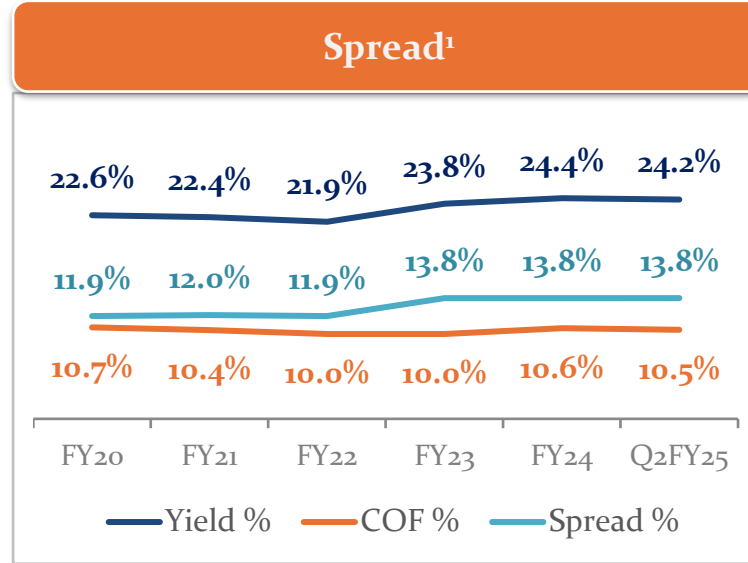 Spread¹
22.6% 22.4% 21.9% 23.8% 24.4% 24.2%
11.9% 12.0% 11.9% 13.8% 13.8% 13.8%
10.7% 10.4% 10.0% 10.0% 10.6% 10.5%
FY20 FY21 FY22 FY23 FY24 Q2FY25
Yield % COF % Spread %